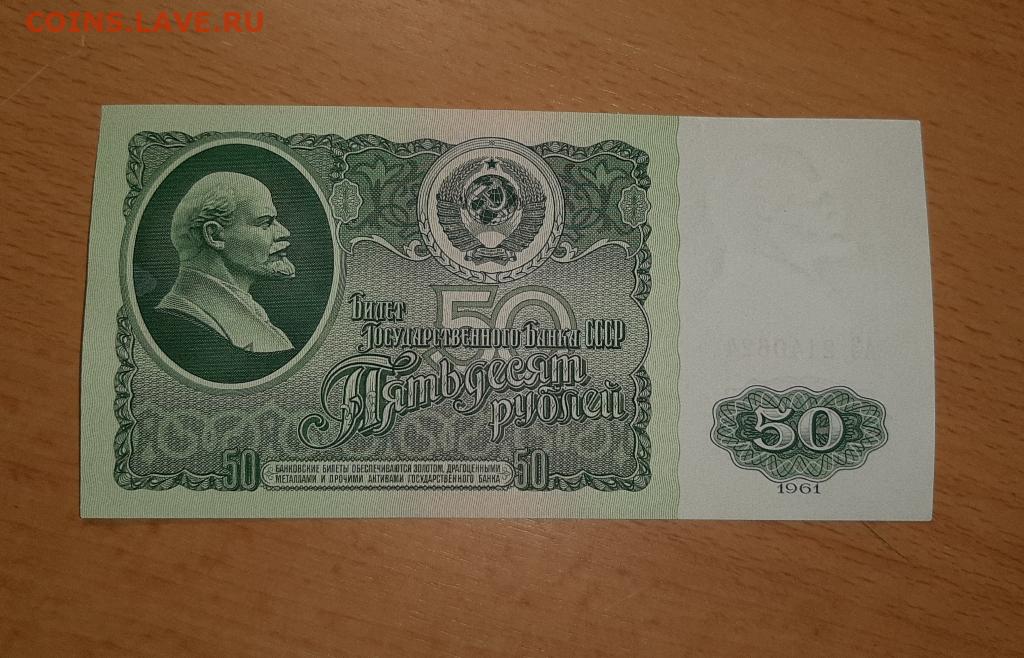 COINS.LAVE.RU
Билет
Государственного Банка СССР
50
Пятьдесят
рублей
50
БАНКОВСКИЕ БИЛЕТЫ ОБЕСПЕЧИВАЮТСЯ ЗОЛОТОМ, ДРАГОЦЕННЫМИ
МЕТАЛЛАМИ И ПРОЧИМИ АКТИВАМИ ГОСУДАРСТВЕННОГО БАНКА
50
50
1961